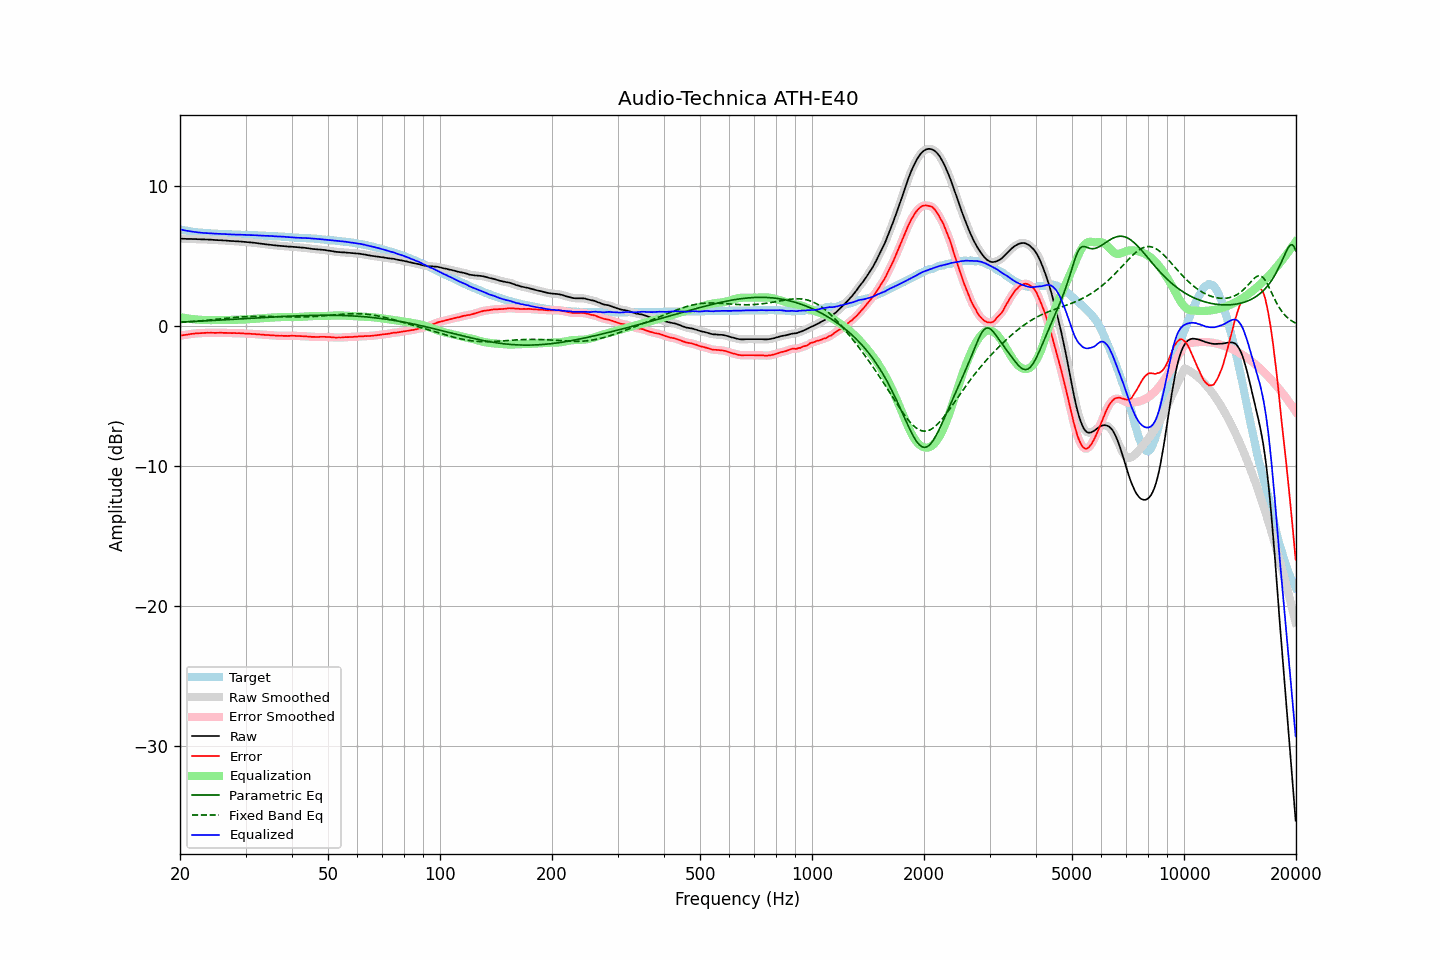 Audio-Technica ATH-E40
Amplitude (dBr)
10
0
−10
−20
−30
Target
Raw Smoothed
Error Smoothed
Raw
Error
Equalization
Parametric Eq
Fixed Band Eq
Equalized
20 50 100 200 500 1000 2000 5000 10000 20000
Frequency (Hz)